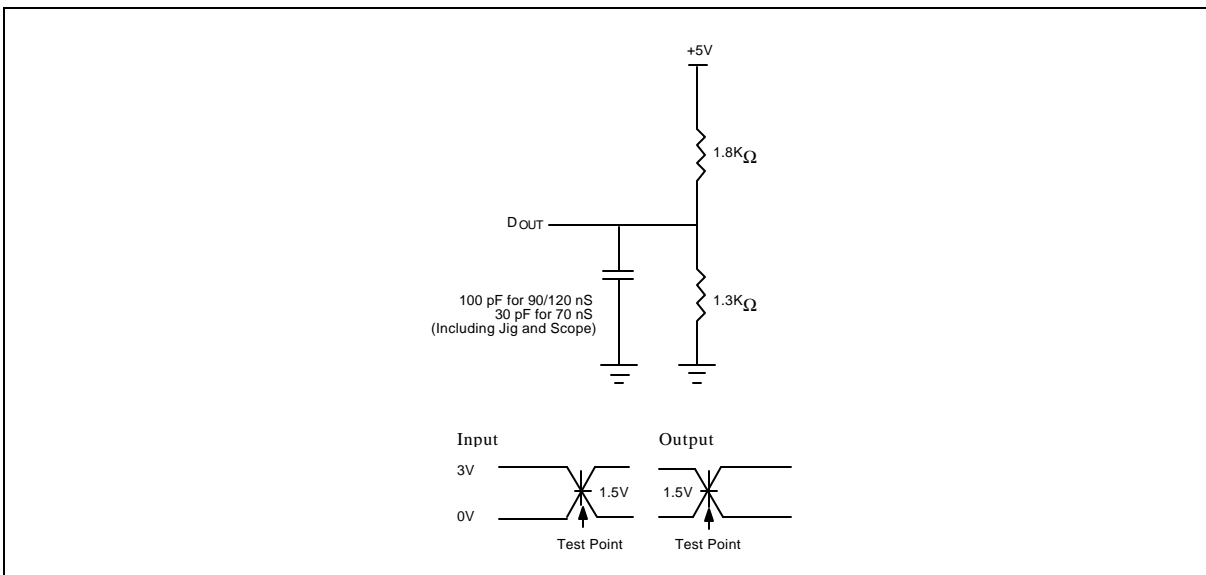 +5V
1.8KΩ
DOUT
1.3KΩ
100 pF for 90/120 nS
30 pF for 70 nS
(Including Jig and Scope)
Input
Output
3V
1.5V
1.5V
0V
Test Point
Test Point